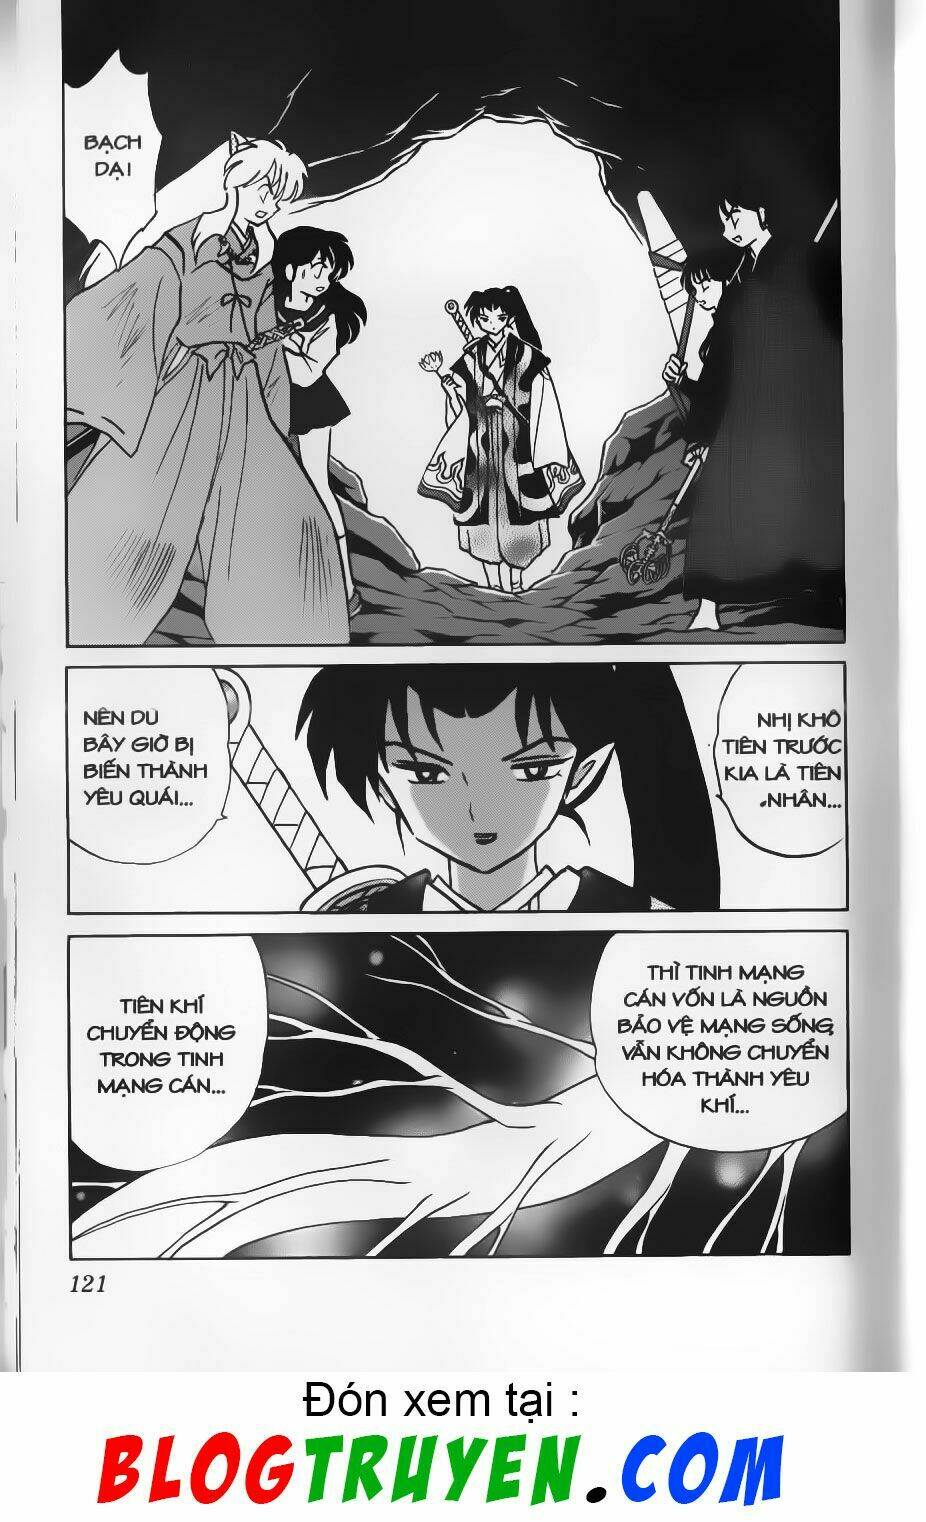 BẠCH
DẠ!
NHỊ KHÔ
TIÊN TRƯỚC
KIA LÀ TIÊN
NHÂN...
NÊN DÙ
BÂY GIỜ BỊ
BIẾN THÀNH
YÊU QUÁI...
THÌ TINH MẠNG
CÁN VỐN LÀ NGUỒN
BẢO VỆ MẠNG SỐNG,
VẪN KHÔNG CHUYỂN
HÓA THÀNH YÊU
KHÍ...
TIÊN KHÍ
CHUYỂN ĐỘNG
TRONG TINH
MẠNG CÁN...
121
Đón xem tại :
BLOGTRUYEN.COM